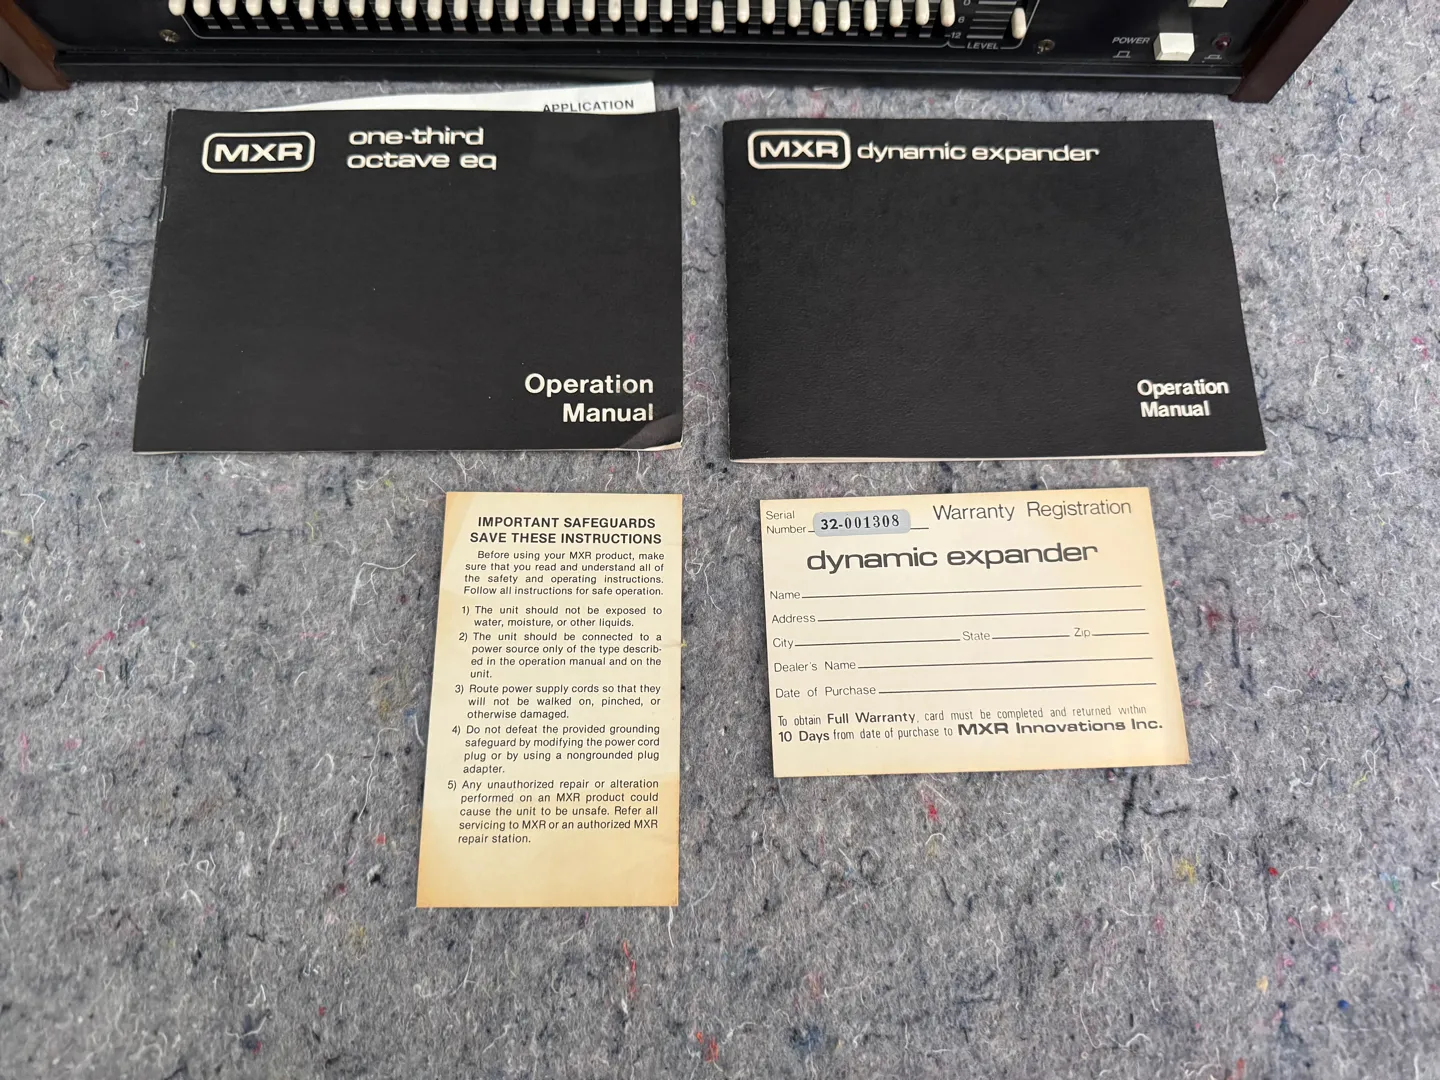 0
6
12
LEVEL
POWER
APPLICATION
MXR one-third
octave eq
Operation
Manual
MXR dynamic expander
Operation
Manual
IMPORTANT SAFEGUARDS
SAVE THESE INSTRUCTIONS
Before using your MXR product, make
sure that you read and understand all of
the safety and operating instructions.
Follow all instructions for safe operation.
1) The unit should not be exposed to
water, moisture, or other liquids.
2) The unit should be connected to a
power source only of the type describ-
ed in the operation manual and on the
unit.
3) Route power supply cords so that they
will not be walked on, pinched, or
otherwise damaged.
4) Do not defeat the provided grounding
safeguard by modifying the power cord
plug or by using a nongrounded plug
adapter.
5) Any unauthorized repair or alteration
performed on an MXR product could
cause the unit to be unsafe. Refer all
servicing to MXR or an authorized MXR
repair station.
Serial
Number 32-001308 Warranty Registration
dynamic expander
Name
Address
City State Zip
Dealer's Name
Date of Purchase
To obtain Full Warranty, card must be completed and returned within
10 Days from date of purchase to MXR Innovations Inc.